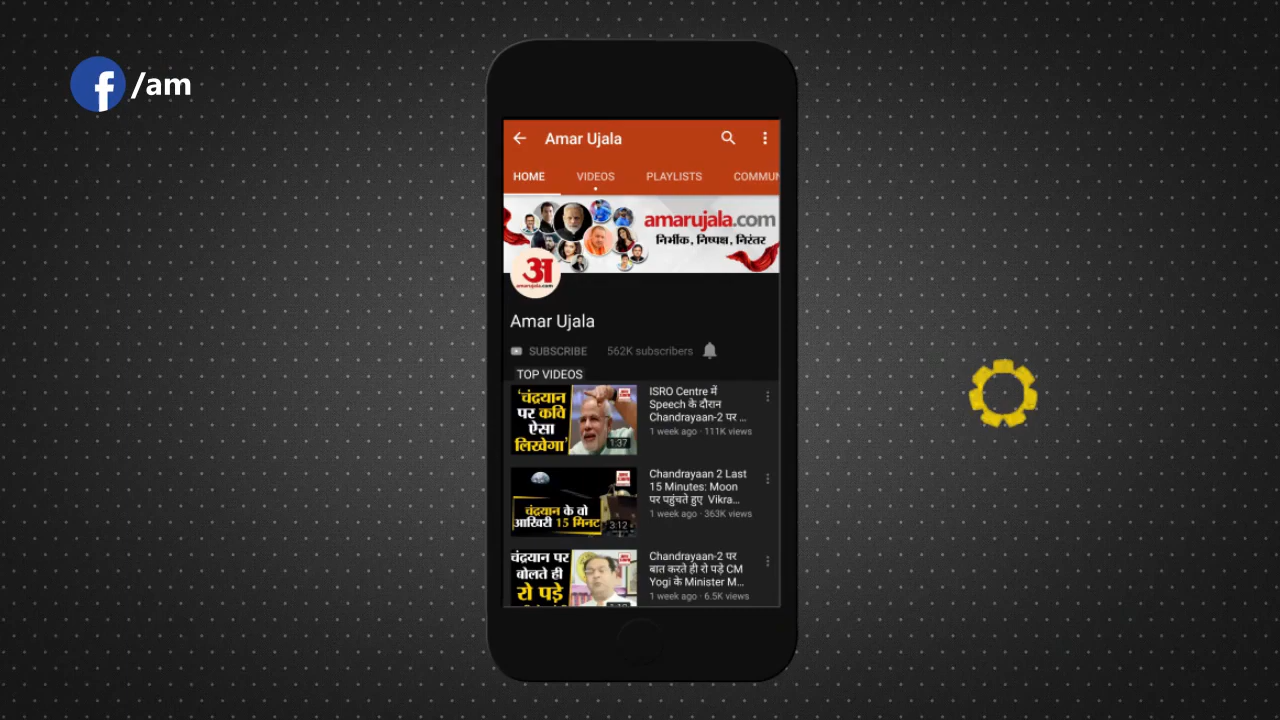 /am
Amar Ujala
HOME VIDEOS PLAYLISTS COMMUN
amarujala.com
निर्भीक, निष्पक्ष, निरंतर
अ
amarujala.com
Amar Ujala
SUBSCRIBE 562K subscribers
TOP VIDEOS
'चंद्रयान
पर कवि
ऐसा
लिखेगा'
1:37
ISRO Centre में
Speech के दौरान
Chandrayaan-2 पर ...
1 week ago · 111K views
चंद्रयान के वो
आखिरी 15 मिनट
3:12
Chandrayaan 2 Last
15 Minutes: Moon
पर पहुंचते हुए Vikra...
1 week ago · 363K views
चंद्रयान पर
बोलते ही
रो पड़े
Chandrayaan-2 पर
बात करते ही रो पड़े CM
Yogi के Minister M...
1 week ago · 6.5K views